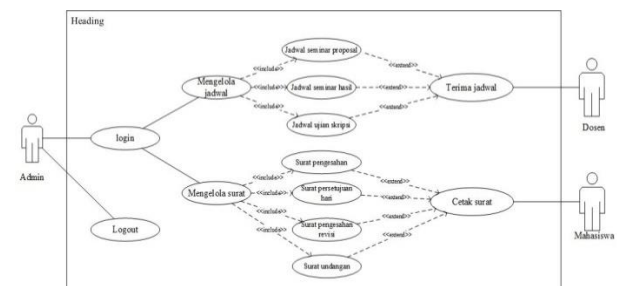 Heading
Jadwal seminar proposal
<<include>>
<<extend>>
Mengelola
jadwal
<<include>>
Jadwal seminar hasil
<<extend>>
Terima jadwal
<<include>>
<<extend>>
Jadwal ujian skripsi
Dosen
login
Admin
Surat pengesahan
<<include>>
<<extend>>
Mengelola surat
<<include>>
Surat persetujuan
hari
<<extend>>
Cetak surat
<<include>>
Surat pengesahan
revisi
<<extend>>
<<include>>
<<extend>>
Logout
Surat undangan
Mahasiswa